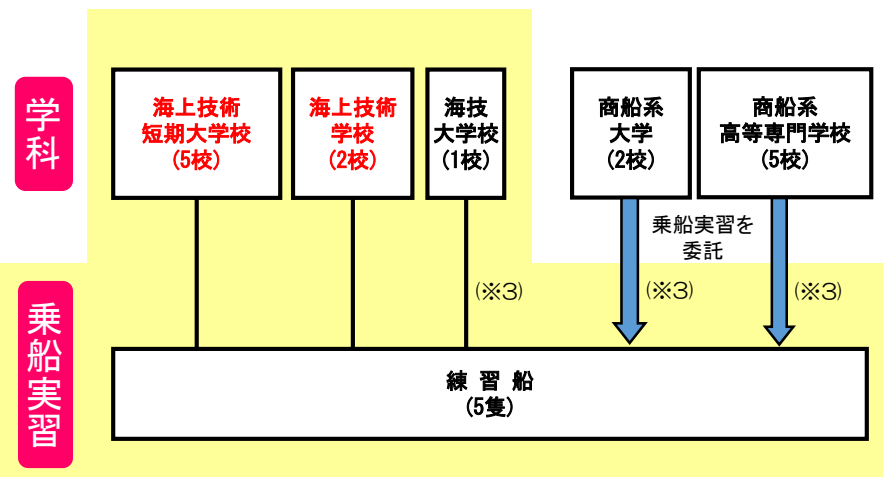 学科
海上技術
短期大学校
(5校)
海上技術
学校
(2校)
海技
大学校
(1校)
商船系
大学
(2校)
商船系
高等専門学校
(5校)
乗船実習を
委託
(※3)
(※3)
(※3)
乗船実習
練習船
(5隻)